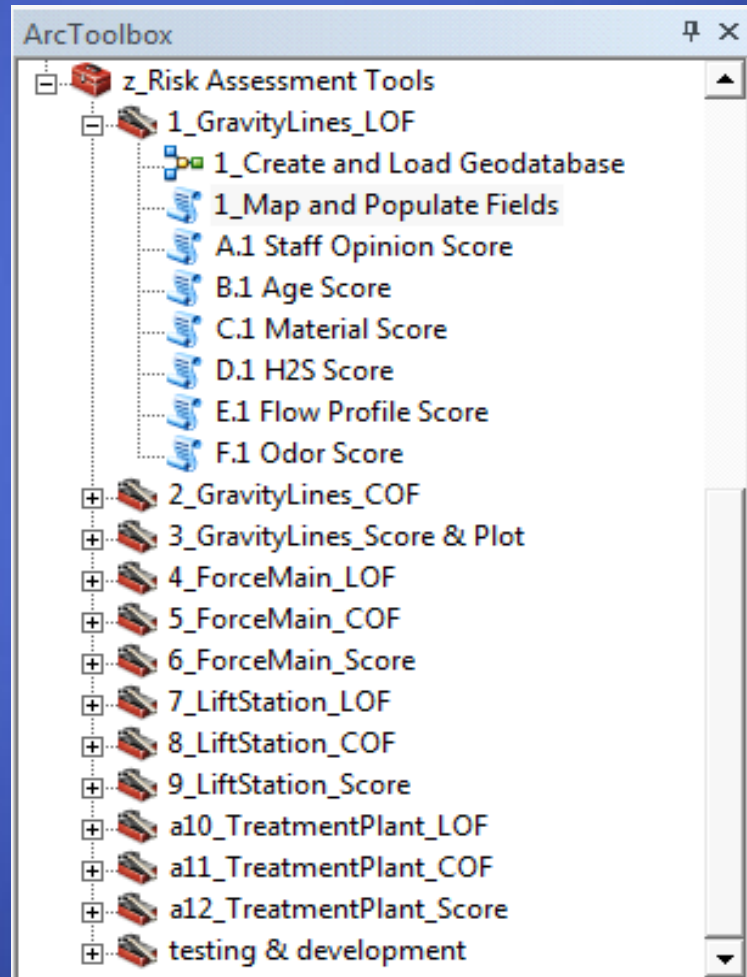 ArcToolbox
z_Risk Assessment Tools
1_GravityLines_LOF
1_Create and Load Geodatabase
1_Map and Populate Fields
A.1 Staff Opinion Score
B.1 Age Score
C.1 Material Score
D.1 H2S Score
E.1 Flow Profile Score
F.1 Odor Score
2_GravityLines_COF
3_GravityLines_Score & Plot
4_ForceMain_LOF
5_ForceMain_COF
6_ForceMain_Score
7_LiftStation_LOF
8_LiftStation_COF
9_LiftStation_Score
a10_TreatmentPlant_LOF
a11_TreatmentPlant_COF
a12_TreatmentPlant_Score
testing & development